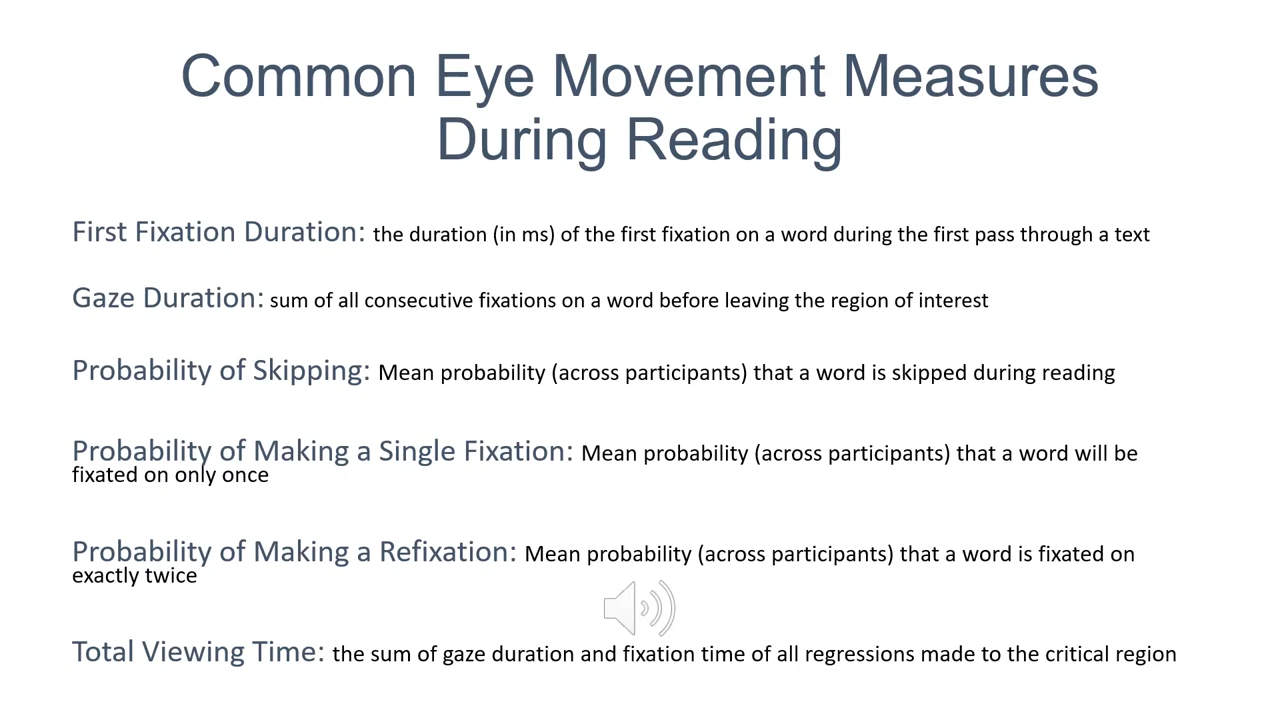 Common Eye Movement Measures
During Reading
First Fixation Duration: the duration (in ms) of the first fixation on a word during the first pass through a text
Gaze Duration: sum of all consecutive fixations on a word before leaving the region of interest
Probability of Skipping: Mean probability (across participants) that a word is skipped during reading
Probability of Making a Single Fixation: Mean probability (across participants) that a word will be
fixated on only once
Probability of Making a Refixation: Mean probability (across participants) that a word is fixated on
exactly twice
Total Viewing Time: the sum of gaze duration and fixation time of all regressions made to the critical region